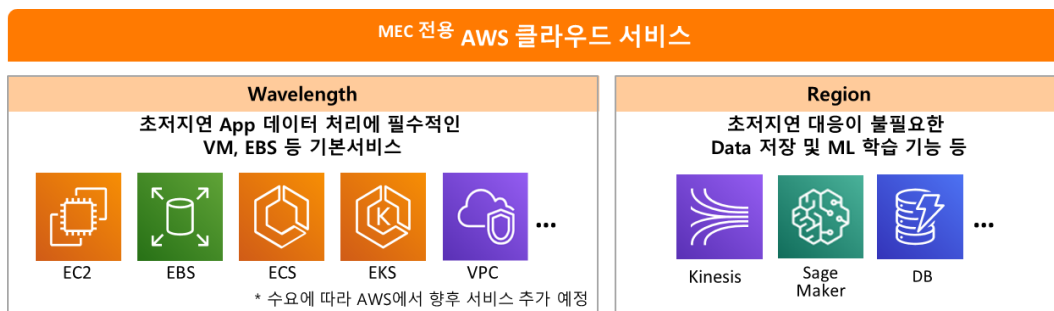 MEC 전용 AWS 클라우드 서비스
Wavelength
초저지연 App 데이터 처리에 필수적인
VM, EBS 등 기본서비스
EC2
EBS
ECS
K
EKS
VPC
...
* 수요에 따라 AWS에서 향후 서비스 추가 예정
Region
초저지연 대응이 불필요한
Data 저장 및 ML 학습 기능 등
Kinesis
Sage
Maker
DB
...